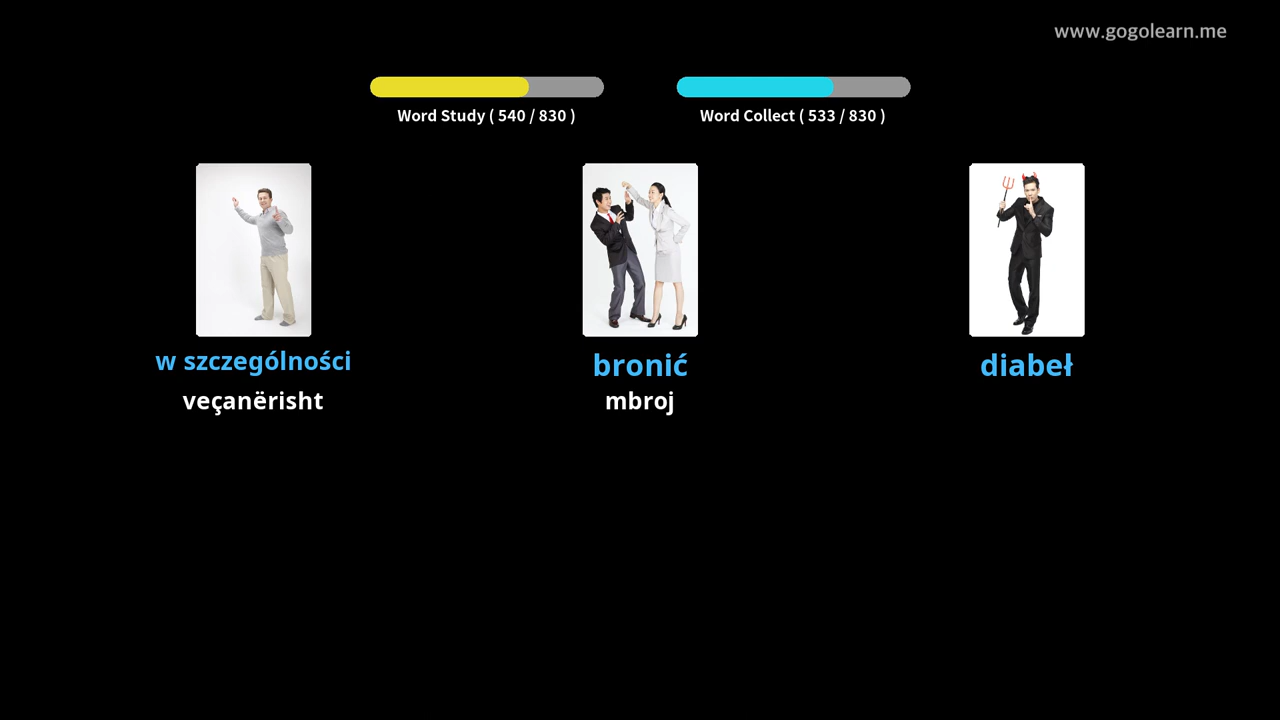 www.gogolearn.me
Word Study ( 540 / 830 )
Word Collect ( 533 / 830 )
w szczególności
veçanërisht
bronić
mbroj
diabeł